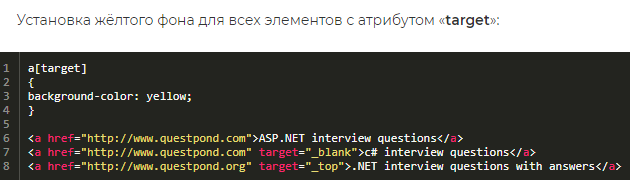 Установка жёлтого фона для всех элементов с атрибутом «target»:
1 a[target]
2 {
3 background-color: yellow;
4 }
5
6 <a href="http://www.questpond.com">ASP.NET interview questions</a>
7 <a href="http://www.questpond.com" target="_blank">c# interview questions</a>
8 <a href="http://www.questpond.org" target="_top">.NET interview questions with answers</a>